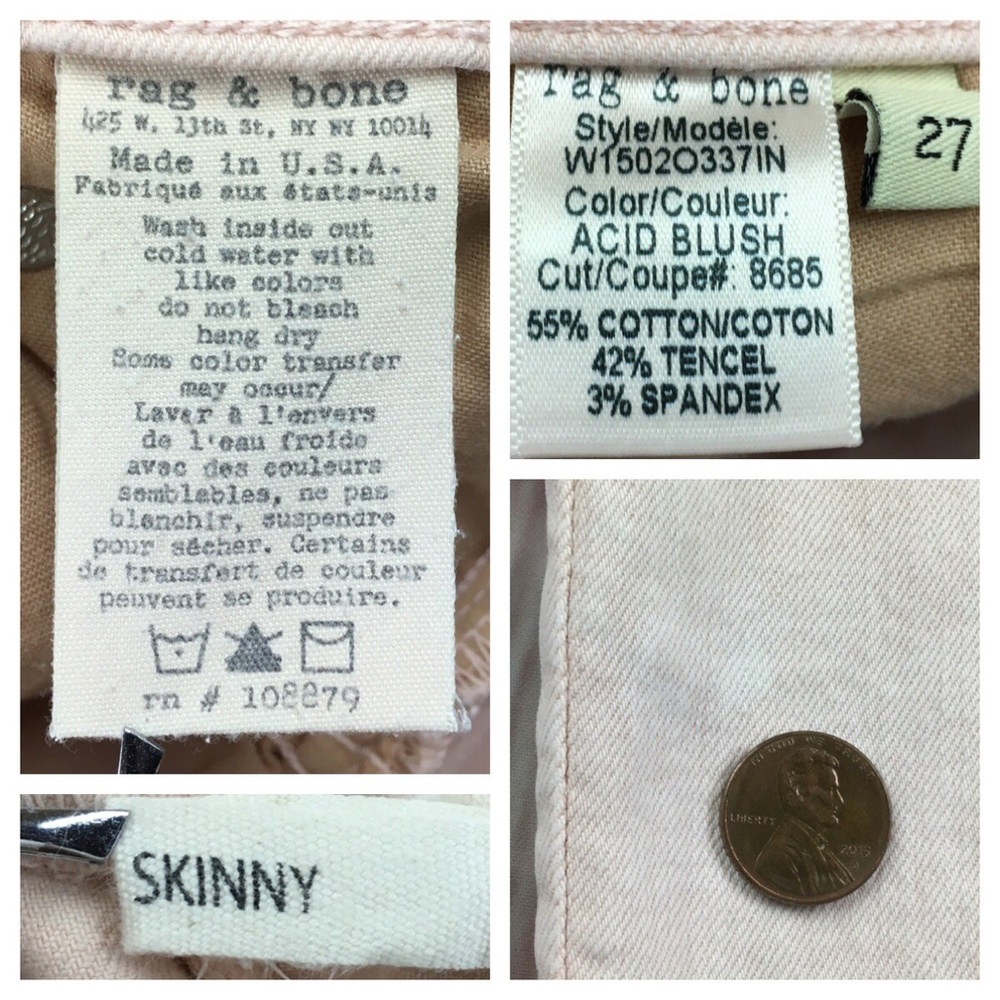 rag & bone
425 W. 13th St, NY NY 10014
Made in U.S.A.
Fabriqué aux états-unis
Wash inside out
cold water with
like colors
do not bleach
hang dry
Some color transfer
may occur/
Laver à l'envers
de l'eau froide
avec des couleurs
semblables, ne pas
blanchir, suspendre
pour sécher. Certains
de transfert de couleur
peuvent se produire.
rn # 108879
rag & bone
Style/Modèle:
W1502O337IN
Color/Couleur:
ACID BLUSH
Cut/Coupe#: 8685
55% COTTON/COTON
42% TENCEL
3% SPANDEX
27
SKINNY
LIBERTY